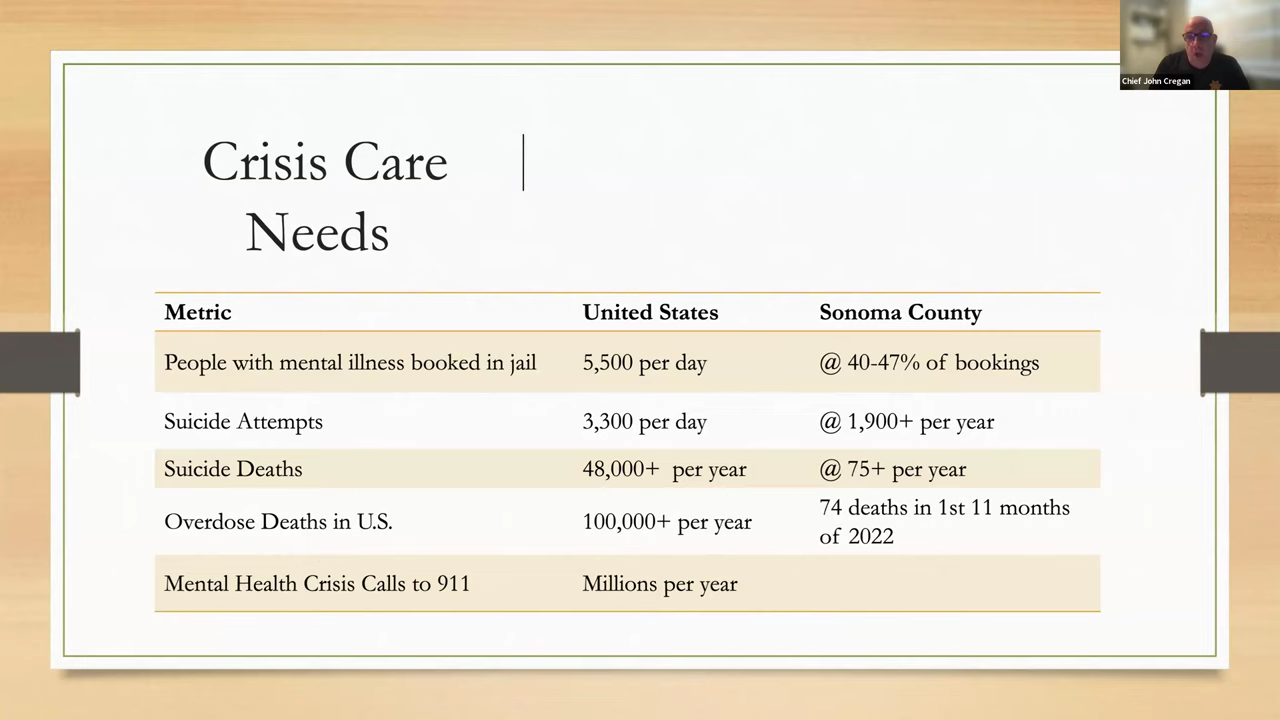 Chief John Cregan
Crisis Care
Needs
Metric United States Sonoma County
People with mental illness booked in jail 5,500 per day @ 40-47% of bookings
Suicide Attempts 3,300 per day @ 1,900+ per year
Suicide Deaths 48,000+ per year @ 75+ per year
Overdose Deaths in U.S. 100,000+ per year 74 deaths in 1st 11 months
of 2022
Mental Health Crisis Calls to 911 Millions per year